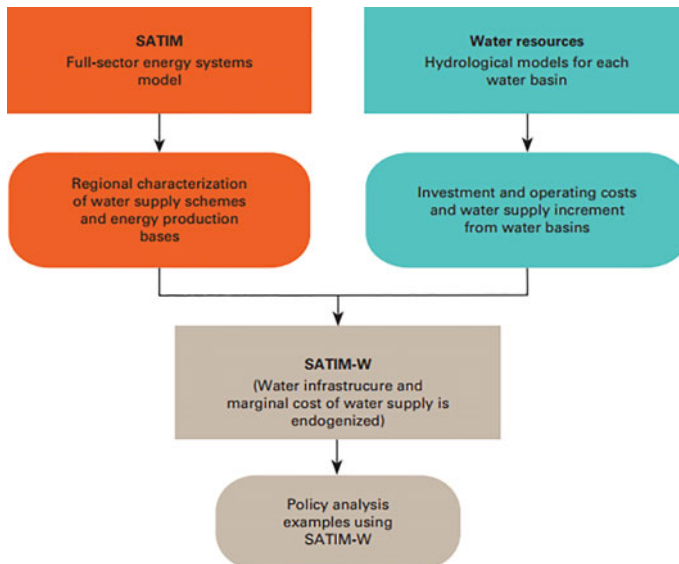 SATIM
Full-sector energy systems
model
Water resources
Hydrological models for each
water basin
Regional characterization
of water supply schemes
and energy production
bases
Investment and operating costs
and water supply increment
from water basins
SATIM-W
(Water infrastrucure and
marginal cost of water supply is
endogenized)
Policy analysis
examples using
SATIM-W